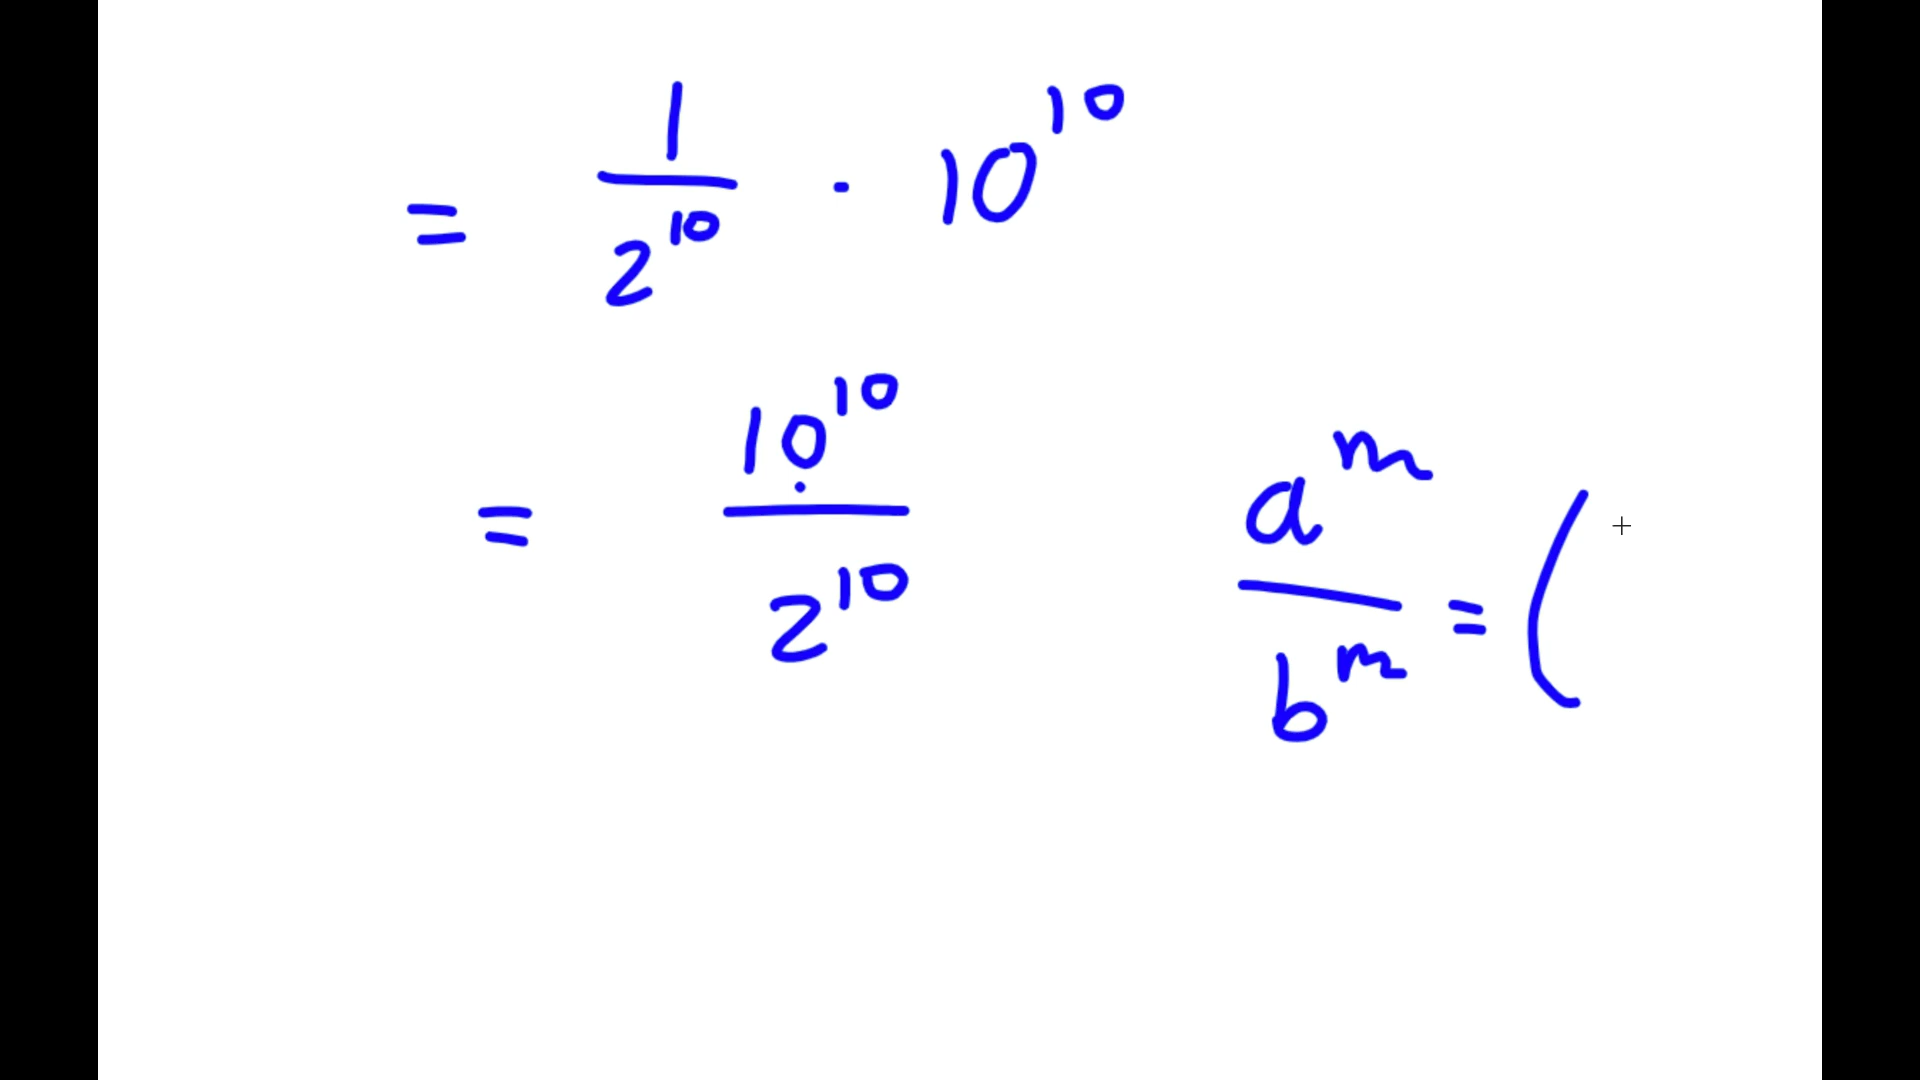 = 1/2^10 · 10^10
= 10^10/2^10
a^m/b^m = (